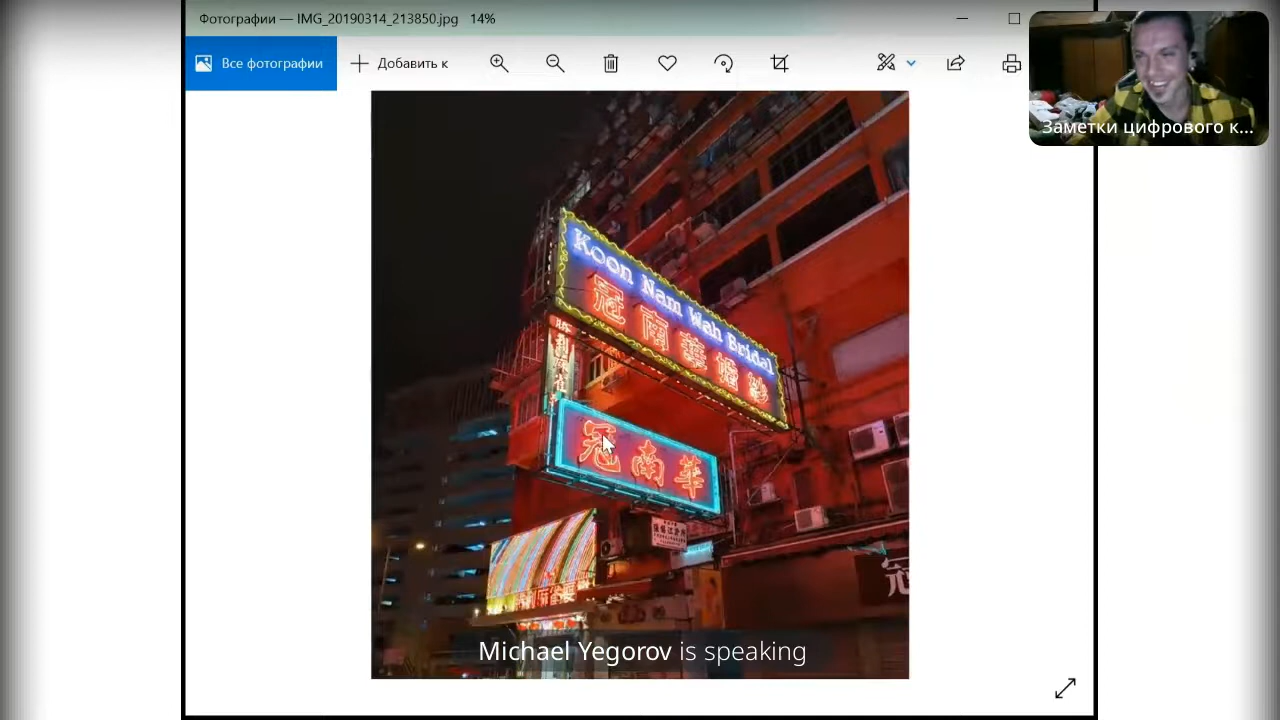 Фотографии — IMG_20190314_213850.jpg 14%
Все фотографии
Добавить к
Заметки цифрового к...
Koon Nam Wah Bridal
冠南華婚紗
冠南華
冠
Michael Yegorov is speaking